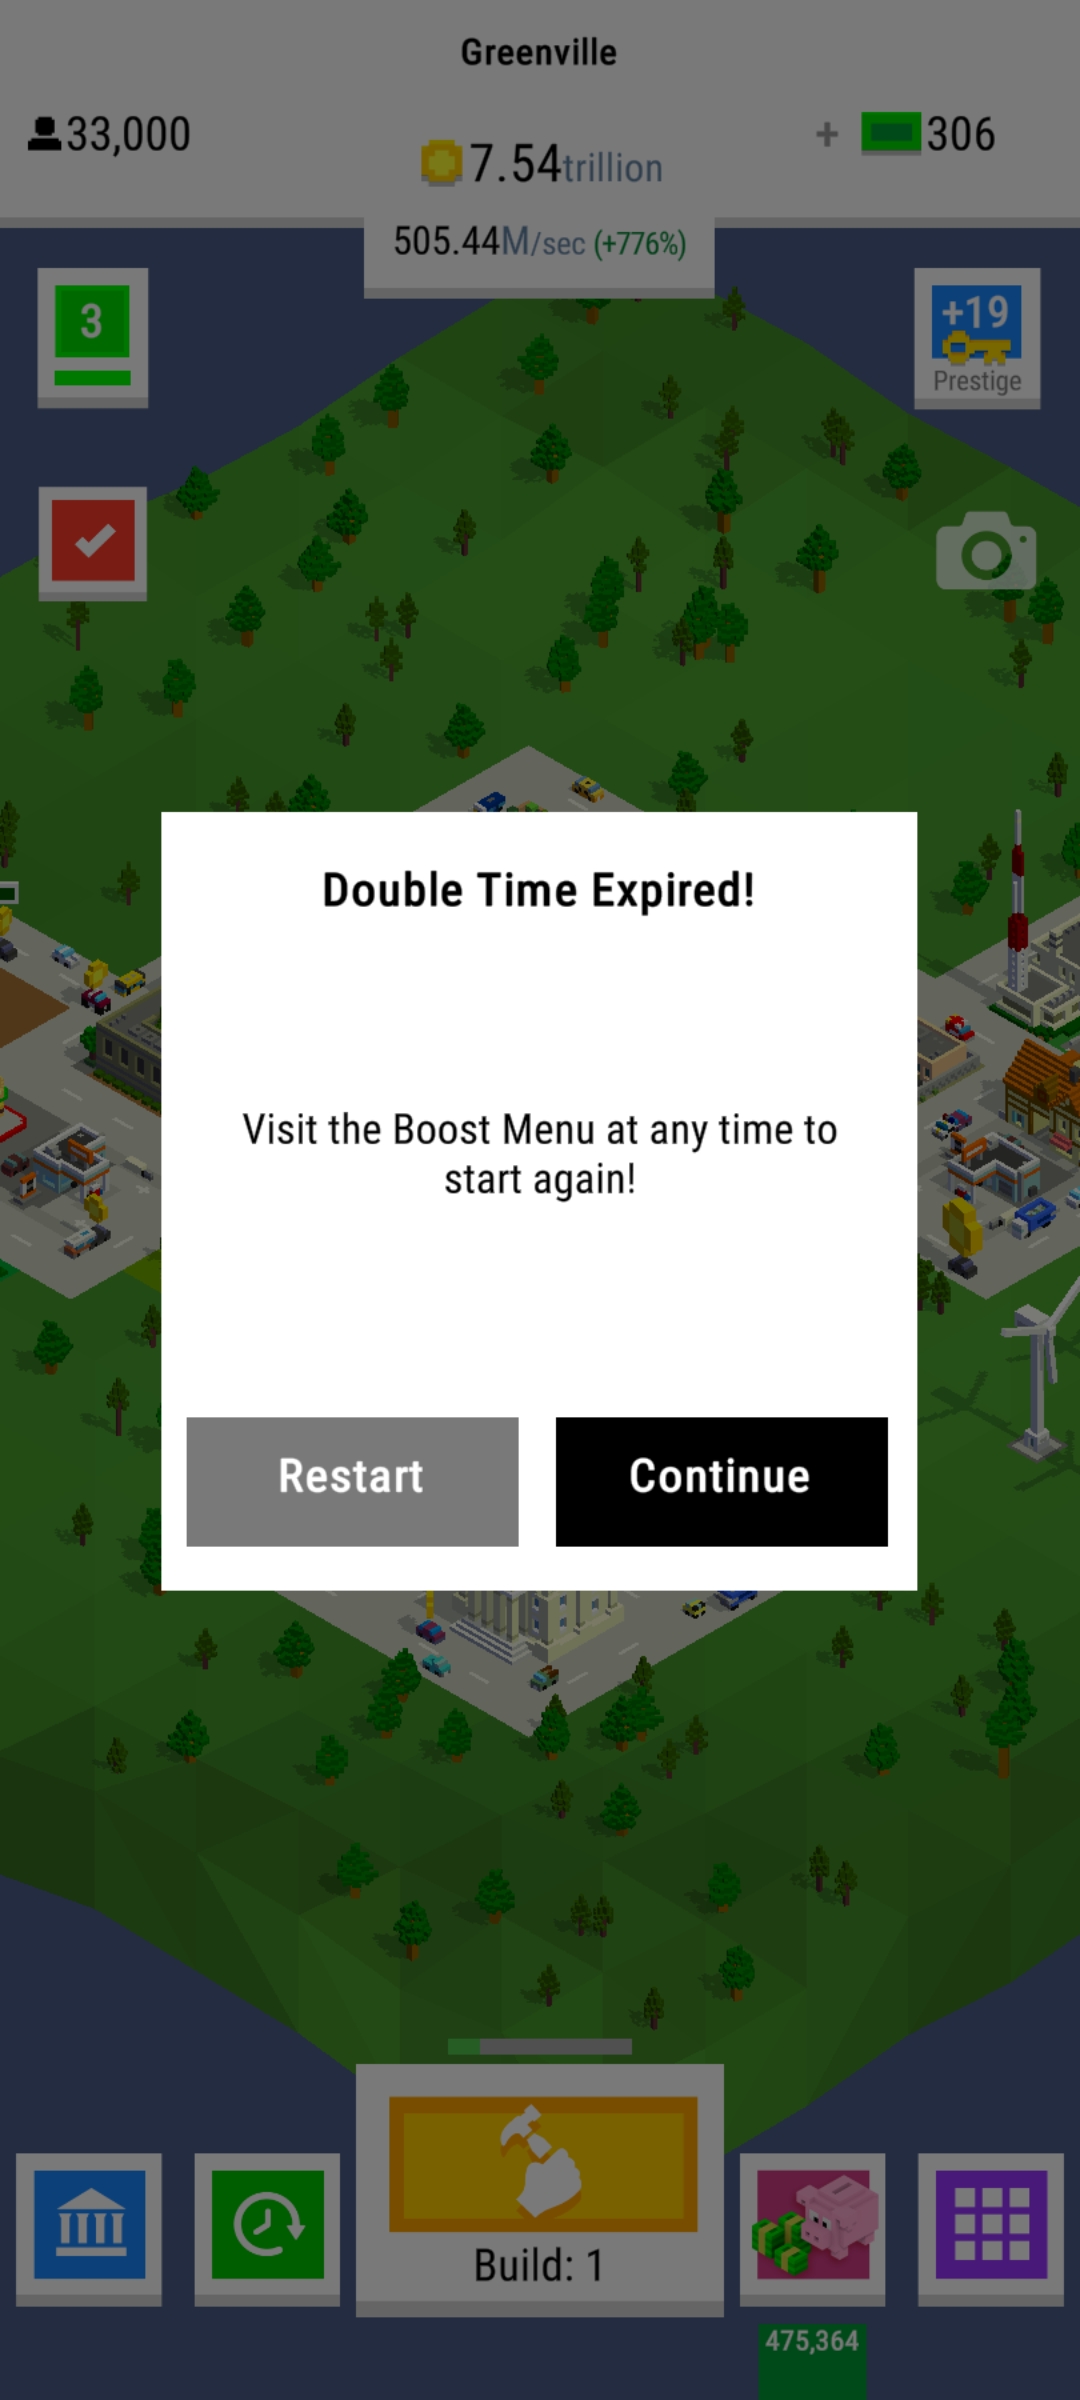 Greenville
33,000
7.54trillion
+ 306
505.44M/sec (+776%)
3
+19
Prestige
Double Time Expired!
Visit the Boost Menu at any time to
start again!
Restart
Continue
Build: 1
475,364